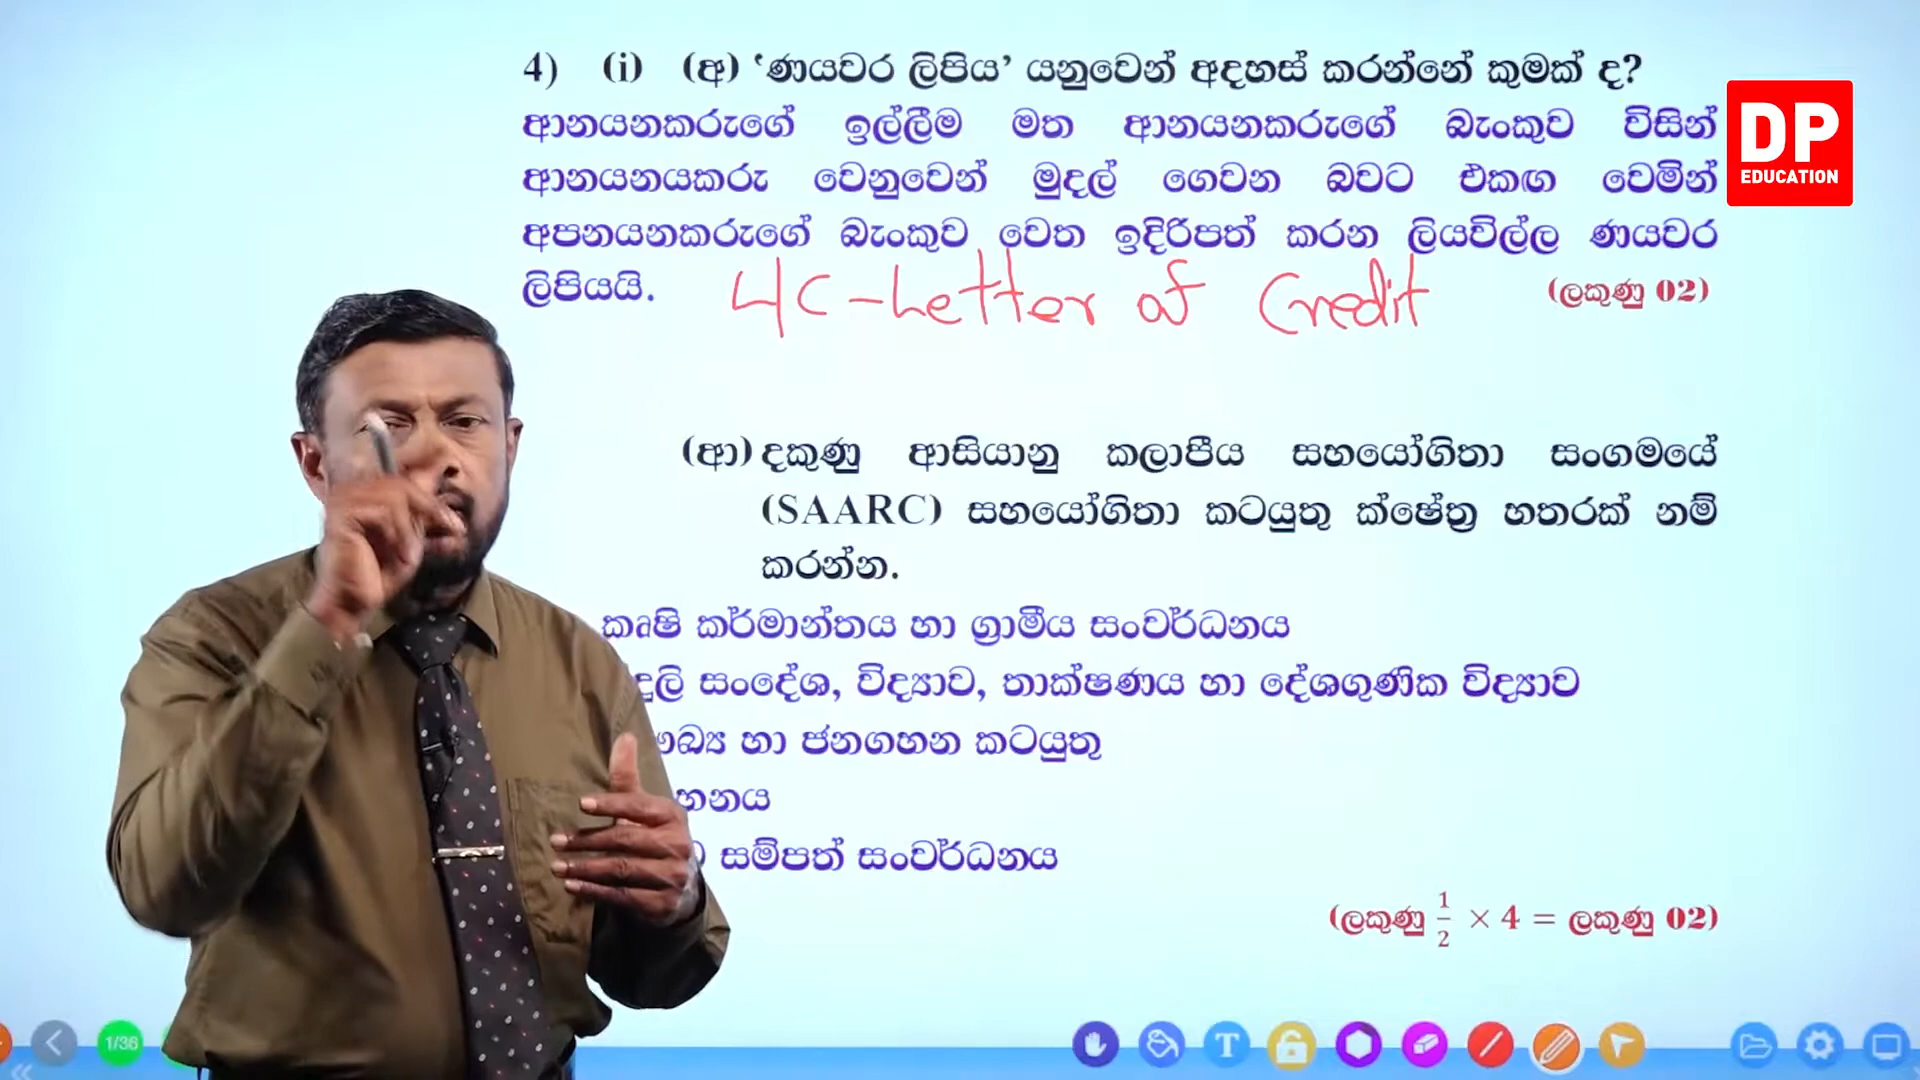 4) (i) (අ) ‘ණයවර ලිපිය’ යනුවෙන් අදහස් කරන්නේ කුමක් ද?
ආනයනකරුගේ ඉල්ලීම මත ආනයනකරුගේ බැංකුව විසින්
ආනයනයකරු වෙනුවෙන් මුදල් ගෙවන බවට එකඟ වෙමින්
අපනයනකරුගේ බැංකුව වෙත ඉදිරිපත් කරන ලියවිල්ල ණයවර
ලිපියයි. (ලකුණු 02)
LC - Letter of Credit
DP
EDUCATION
(ආ) දකුණු ආසියානු කලාපීය සහයෝගිතා සංගමයේ
(SAARC) සහයෝගිතා කටයුතු ක්ෂේත්‍ර හතරක් නම්
කරන්න.
කෘෂි කර්මාන්තය හා ග්‍රාමීය සංවර්ධනය
සංදේශ, විද්‍යාව, තාක්ෂණය හා දේශගුණික විද්‍යාව
හා ජනගහන කටයුතු
සම්පත් සංවර්ධනය
(ලකුණු 1/2 × 4 = ලකුණු 02)
1/36